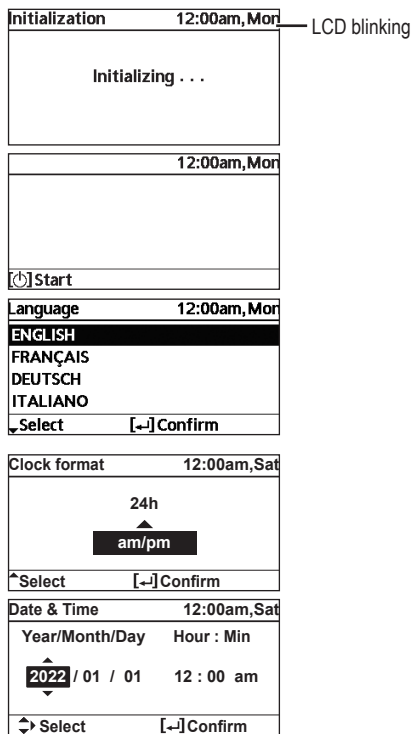 Initialization 12:00am,Mon
LCD blinking
Initializing . . .
12:00am,Mon
[⏻]Start
Language 12:00am,Mon
ENGLISH
FRANÇAIS
DEUTSCH
ITALIANO
Select [↵]Confirm
Clock format 12:00am,Sat
24h
am/pm
Select [↵]Confirm
Date & Time 12:00am,Sat
Year/Month/Day Hour : Min
2022 / 01 / 01 12 : 00 am
Select [↵]Confirm